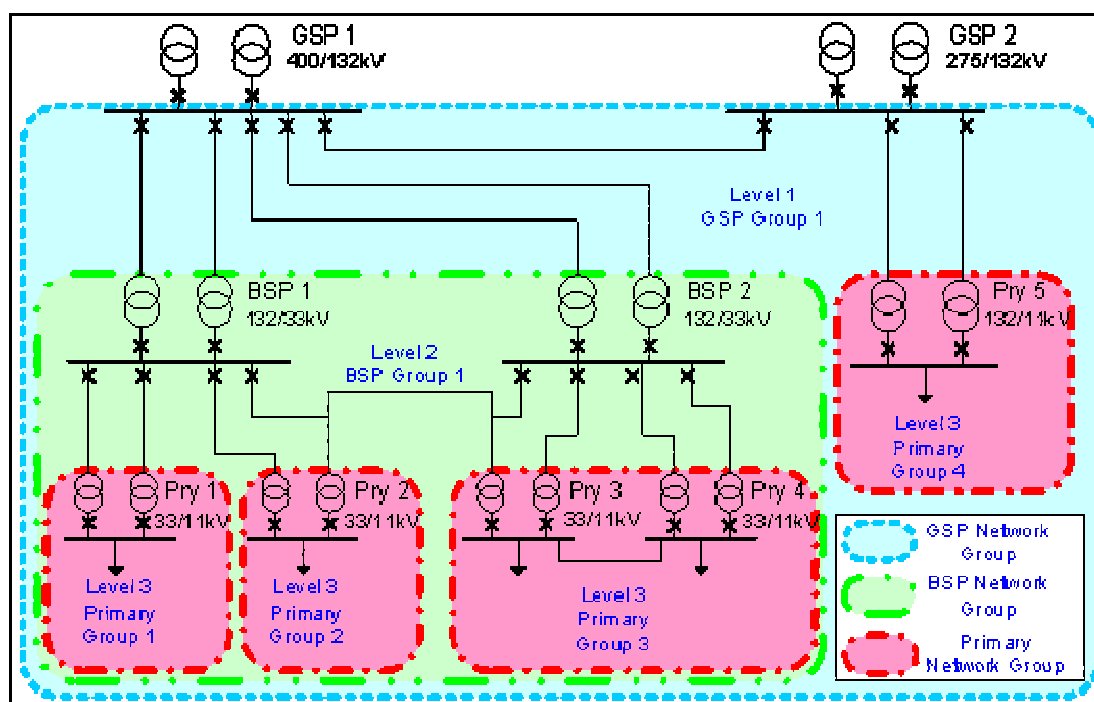 GSP 1
400/132kV
GSP 2
275/132kV
Level 1
GSP Group 1
BSP 1
132/33kV
BSP 2
132/33kV
Pry 5
132/11kV
Level 2
BSP Group 1
Level 3
Primary
Group 4
Pry 1
33/11kV
Pry 2
33/11kV
Pry 3
33/11kV
Pry 4
33/11kV
Level 3
Primary
Group 1
Level 3
Primary
Group 2
Level 3
Primary
Group 3
GSP Network
Group
BSP Network
Group
Primary
Network Group